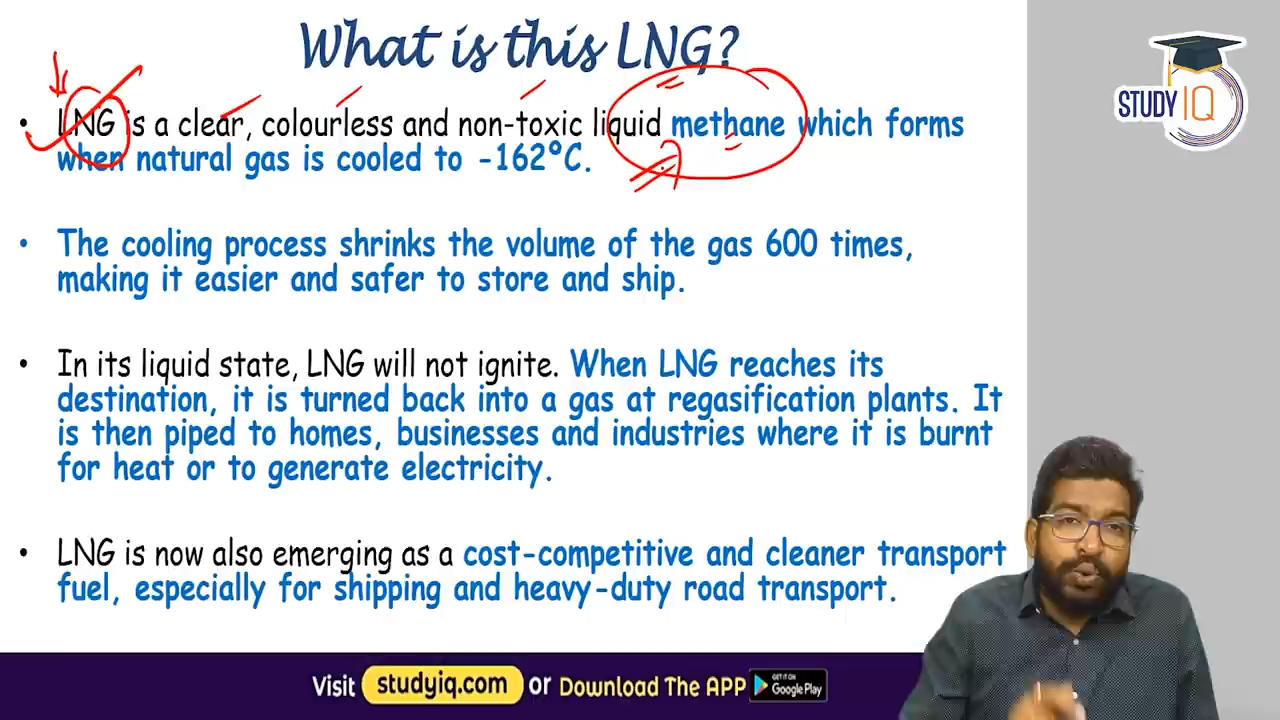 What is this LNG?
• LNG is a clear, colourless and non-toxic liquid methane which forms
when natural gas is cooled to -162°C.
• The cooling process shrinks the volume of the gas 600 times,
making it easier and safer to store and ship.
• In its liquid state, LNG will not ignite. When LNG reaches its
destination, it is turned back into a gas at regasification plants. It
is then piped to homes, businesses and industries where it is burnt
for heat or to generate electricity.
• LNG is now also emerging as a cost-competitive and cleaner transport
fuel, especially for shipping and heavy-duty road transport.
STUDY IQ
Visit studyiq.com or Download The APP GET IT ON Google Play